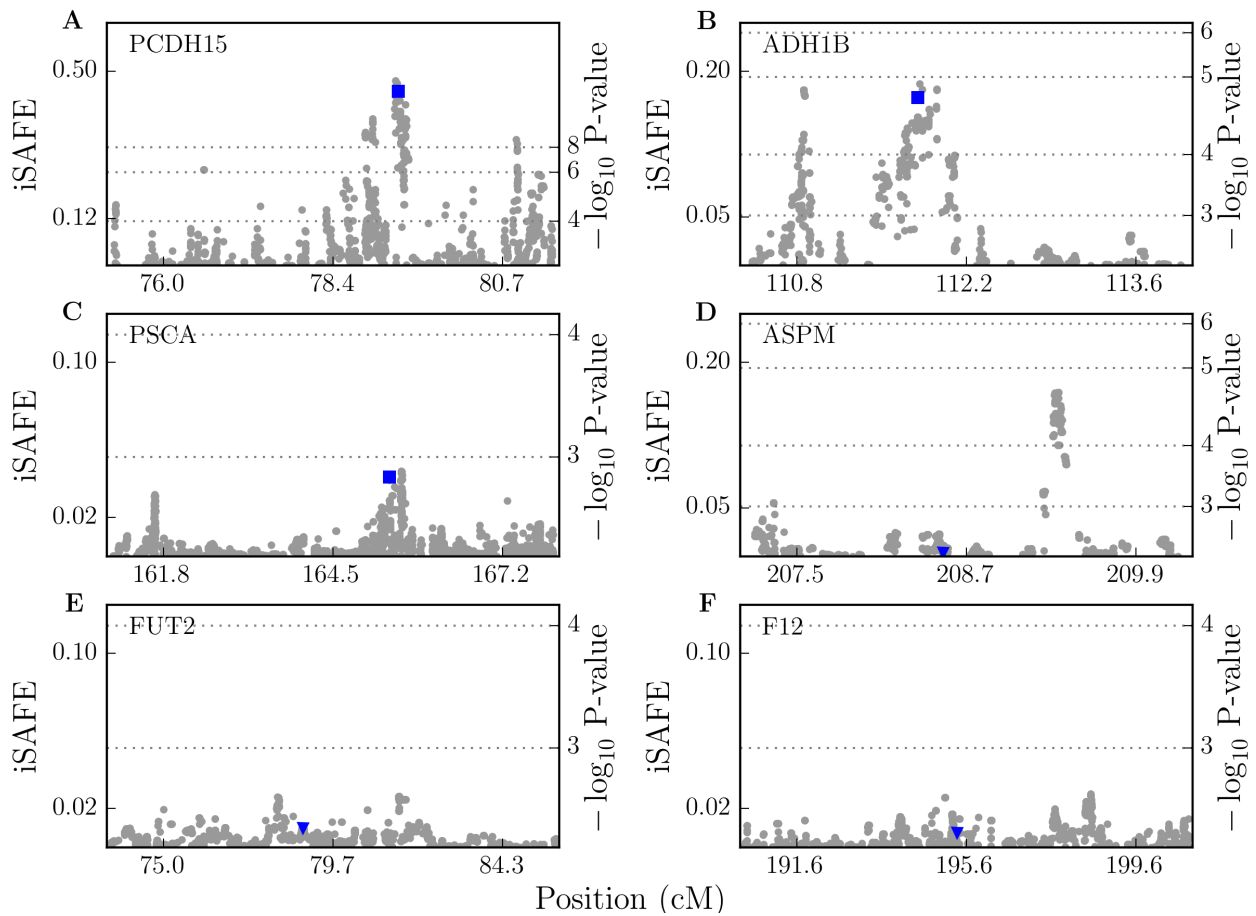 A
PCDH15
0.50
0.12
iSAFE
8
6
4
− log10 P-value
76.0 78.4 80.7
B
ADH1B
0.20
0.05
iSAFE
6
5
4
3
− log10 P-value
110.8 112.2 113.6
C
PSCA
0.10
0.02
iSAFE
4
3
− log10 P-value
161.8 164.5 167.2
D
ASPM
0.20
0.05
iSAFE
6
5
4
3
− log10 P-value
207.5 208.7 209.9
E
FUT2
0.10
0.02
iSAFE
4
3
− log10 P-value
75.0 79.7 84.3
F
F12
0.10
0.02
iSAFE
4
3
− log10 P-value
191.6 195.6 199.6
Position (cM)